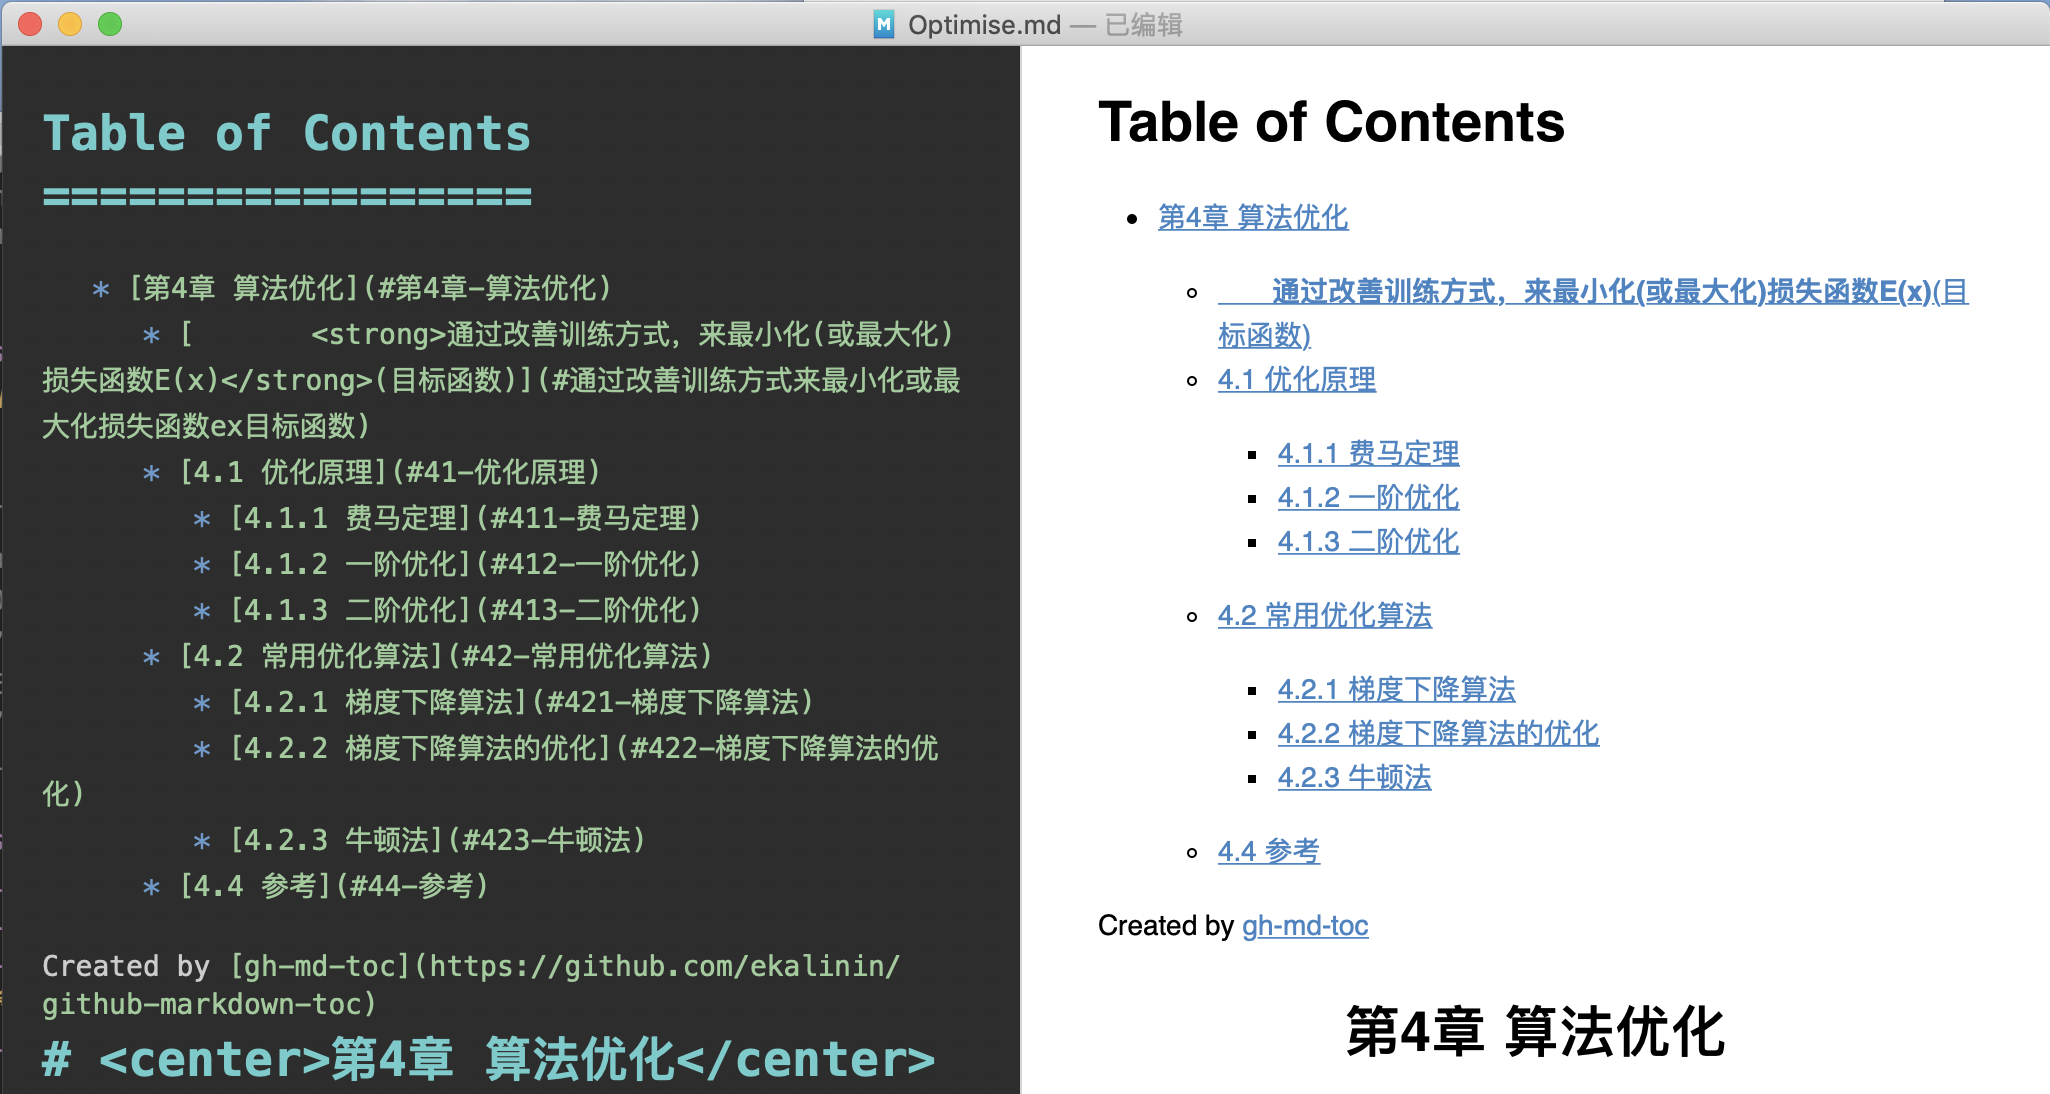 Optimise.md — 已编辑
Table of Contents
=================
* [第4章 算法优化](#第4章-算法优化)
* [ <strong>通过改善训练方式，来最小化(或最大化)
损失函数E(x)</strong>(目标函数)](#通过改善训练方式来最小化或最
大化损失函数ex目标函数)
* [4.1 优化原理](#41-优化原理)
* [4.1.1 费马定理](#411-费马定理)
* [4.1.2 一阶优化](#412-一阶优化)
* [4.1.3 二阶优化](#413-二阶优化)
* [4.2 常用优化算法](#42-常用优化算法)
* [4.2.1 梯度下降算法](#421-梯度下降算法)
* [4.2.2 梯度下降算法的优化](#422-梯度下降算法的优
化)
* [4.2.3 牛顿法](#423-牛顿法)
* [4.4 参考](#44-参考)
Created by [gh-md-toc](https://github.com/ekalinin/
github-markdown-toc)
# <center>第4章 算法优化</center>
Table of Contents
第4章 算法优化
通过改善训练方式，来最小化(或最大化)损失函数E(x)(目
标函数)
4.1 优化原理
4.1.1 费马定理
4.1.2 一阶优化
4.1.3 二阶优化
4.2 常用优化算法
4.2.1 梯度下降算法
4.2.2 梯度下降算法的优化
4.2.3 牛顿法
4.4 参考
Created by gh-md-toc
第4章 算法优化